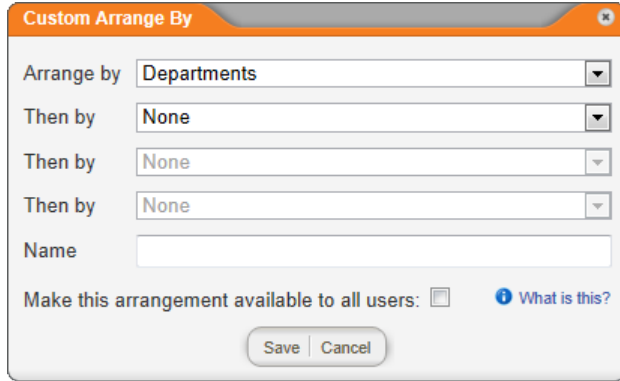 Custom Arrange By
Arrange by Departments
Then by None
Then by None
Then by None
Name
Make this arrangement available to all users: What is this?
Save Cancel